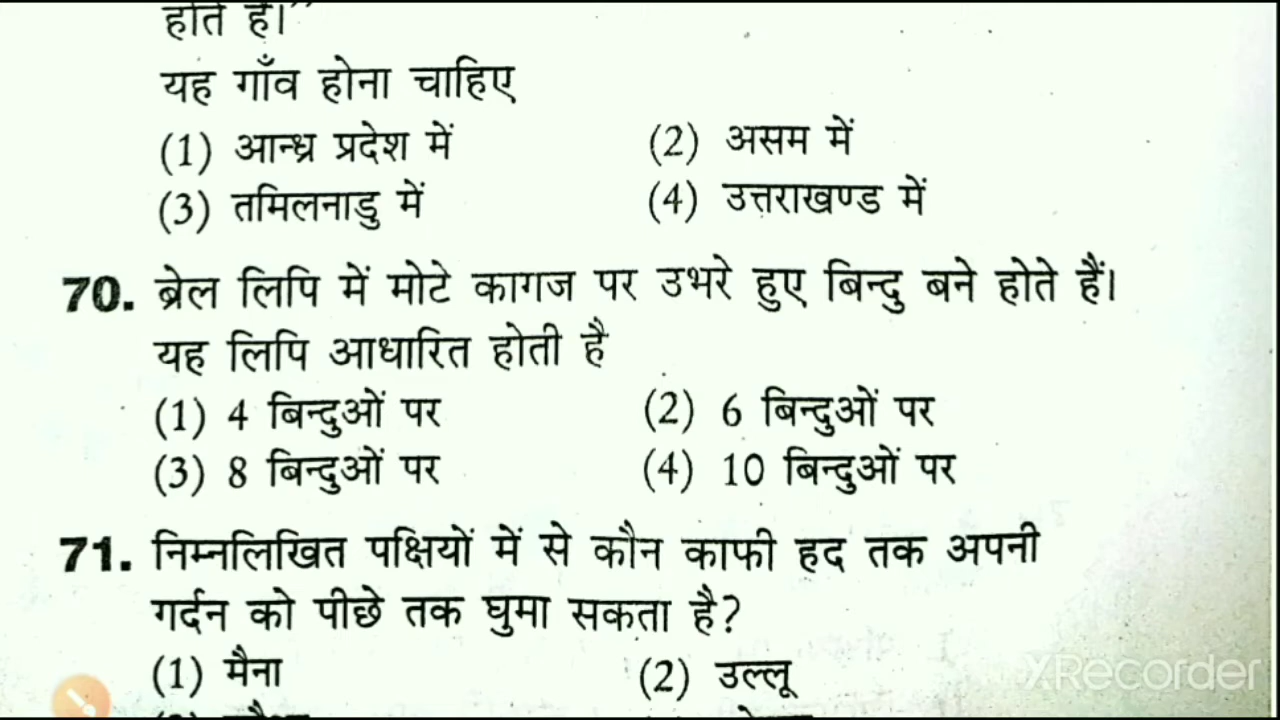 होते हैं।”
यह गाँव होना चाहिए
(1) आन्ध्र प्रदेश में (2) असम में
(3) तमिलनाडु में (4) उत्तराखण्ड में
70. ब्रेल लिपि में मोटे कागज पर उभरे हुए बिन्दु बने होते हैं।
यह लिपि आधारित होती है
(1) 4 बिन्दुओं पर (2) 6 बिन्दुओं पर
(3) 8 बिन्दुओं पर (4) 10 बिन्दुओं पर
71. निम्नलिखित पक्षियों में से कौन काफी हद तक अपनी
गर्दन को पीछे तक घुमा सकता है?
(1) मैना (2) उल्लू
XRecorder